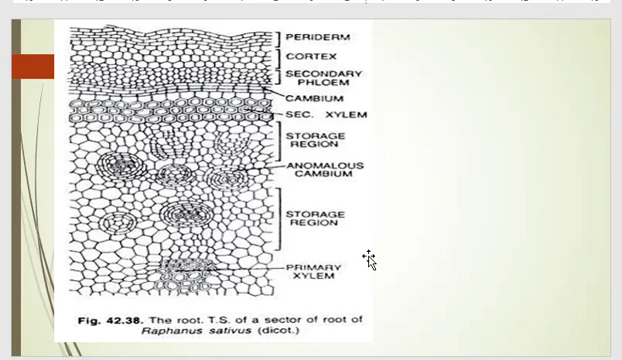 PERIDERM
CORTEX
SECONDARY
PHLOEM
CAMBIUM
SEC. XYLEM
STORAGE
REGION
ANOMALOUS
CAMBIUM
STORAGE
REGION
PRIMARY
XYLEM
Fig. 42.38. The root. T.S. of a sector of root of
Raphanus sativus (dicot.)